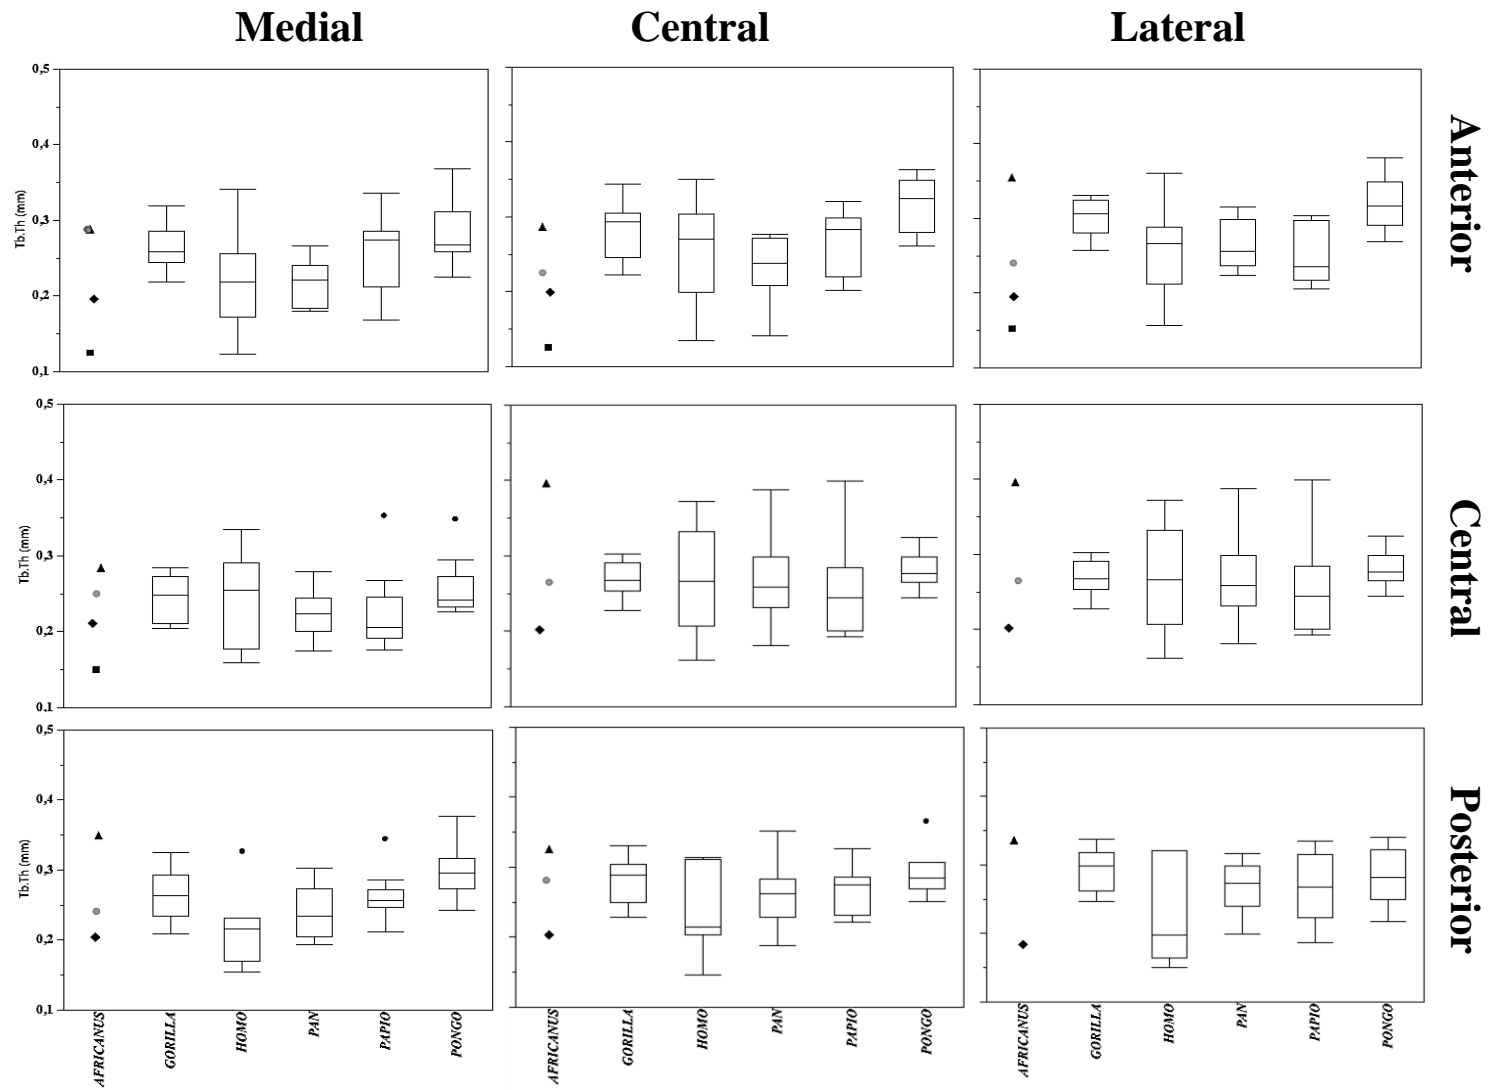 Medial Central Lateral
0,5
0,4
0,3
0,2
0,1
Tb.Th (mm)
Anterior
0,5
0,4
0,3
0,2
0.1
Tb.Th (mm)
Central
0,5
0,4
0,3
0,2
0,1
Tb.Th (mm)
Posterior
AFRICANUS GORILLA HOMO PAN PAPIO PONGO
AFRICANUS GORILLA HOMO PAN PAPIO PONGO
AFRICANUS GORILLA HOMO PAN PAPIO PONGO